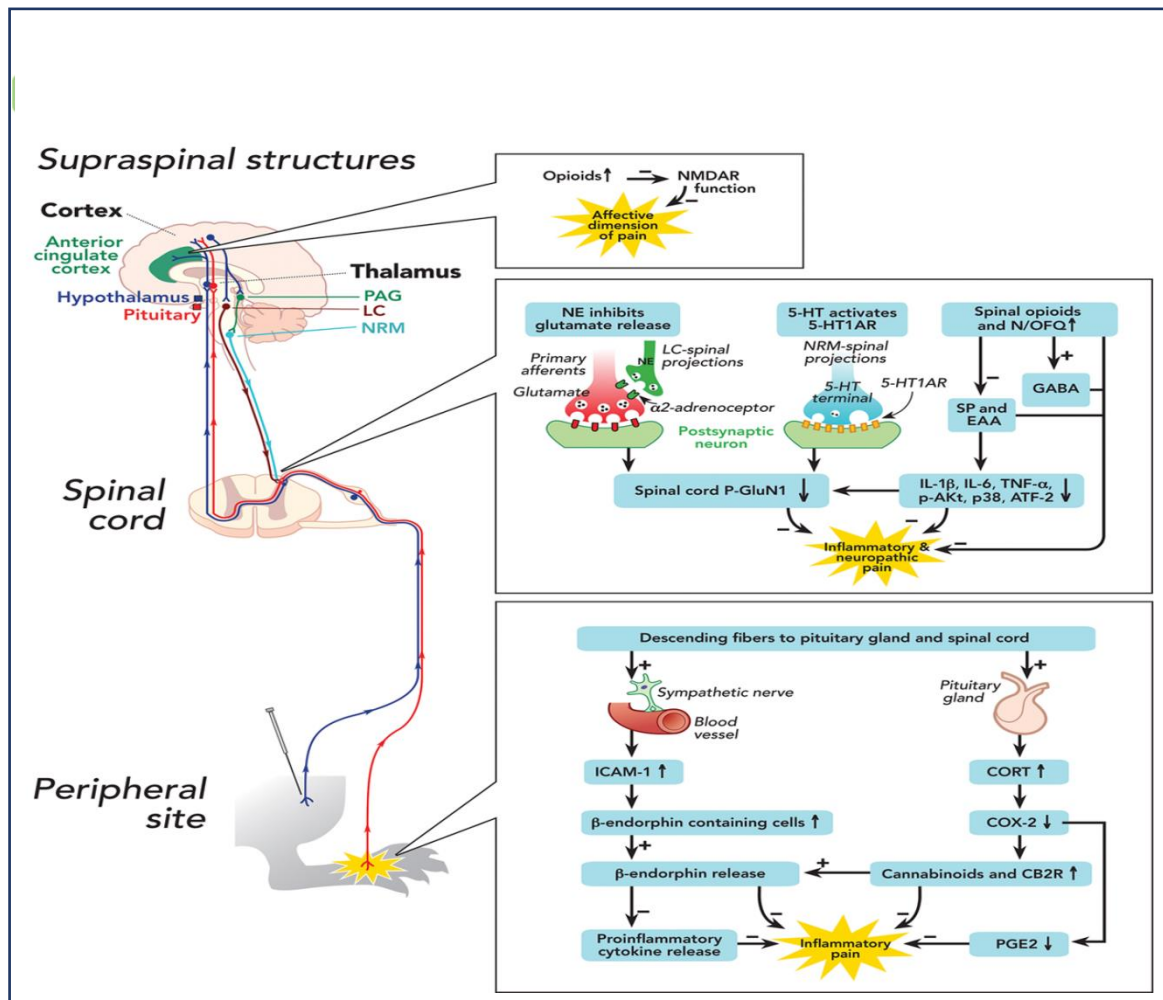 Supraspinal structures
Cortex
Anterior
cingulate
cortex
Thalamus
Hypothalamus
Pituitary
PAG
LC
NRM
Opioids↑
–
NMDAR
function
–
Affective
dimension
of pain
Spinal
cord
NE inhibits
glutamate release
LC-spinal
projections
NE
Primary
afferents
Glutamate
α2-adrenoceptor
Postsynaptic
neuron
5-HT activates
5-HT1AR
NRM-spinal
projections
5-HT
terminal
5-HT1AR
Spinal opioids
and N/OFQ↑
–
+
GABA
SP and
EAA
Spinal cord P-GluN1 ↓
IL-1β, IL-6, TNF-α,
p-AKt, p38, ATF-2 ↓
–
–
–
Inflammatory &
neuropathic
pain
Peripheral
site
Descending fibers to pituitary gland and spinal cord
+
+
Sympathetic nerve
Blood
vessel
Pituitary
gland
ICAM-1 ↑
CORT ↑
β-endorphin containing cells ↑
COX-2 ↓
+
β-endorphin release
+
Cannabinoids and CB2R ↑
–
–
–
Proinflammatory
cytokine release
–
Inflammatory
pain
–
PGE2 ↓